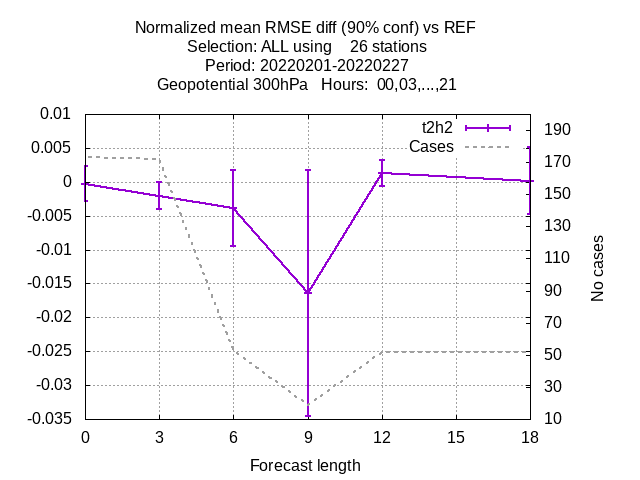 Normalized mean RMSE diff (90% conf) vs REF
Selection: ALL using    26 stations
Period: 20220201-20220227
Geopotential 300hPa   Hours:  00,03,...,21
t2h2
Cases
0.01
0.005
0
-0.005
-0.01
-0.015
-0.02
-0.025
-0.03
-0.035
190
170
150
130
110
90
70
50
30
10
No cases
0 3 6 9 12 15 18
Forecast length